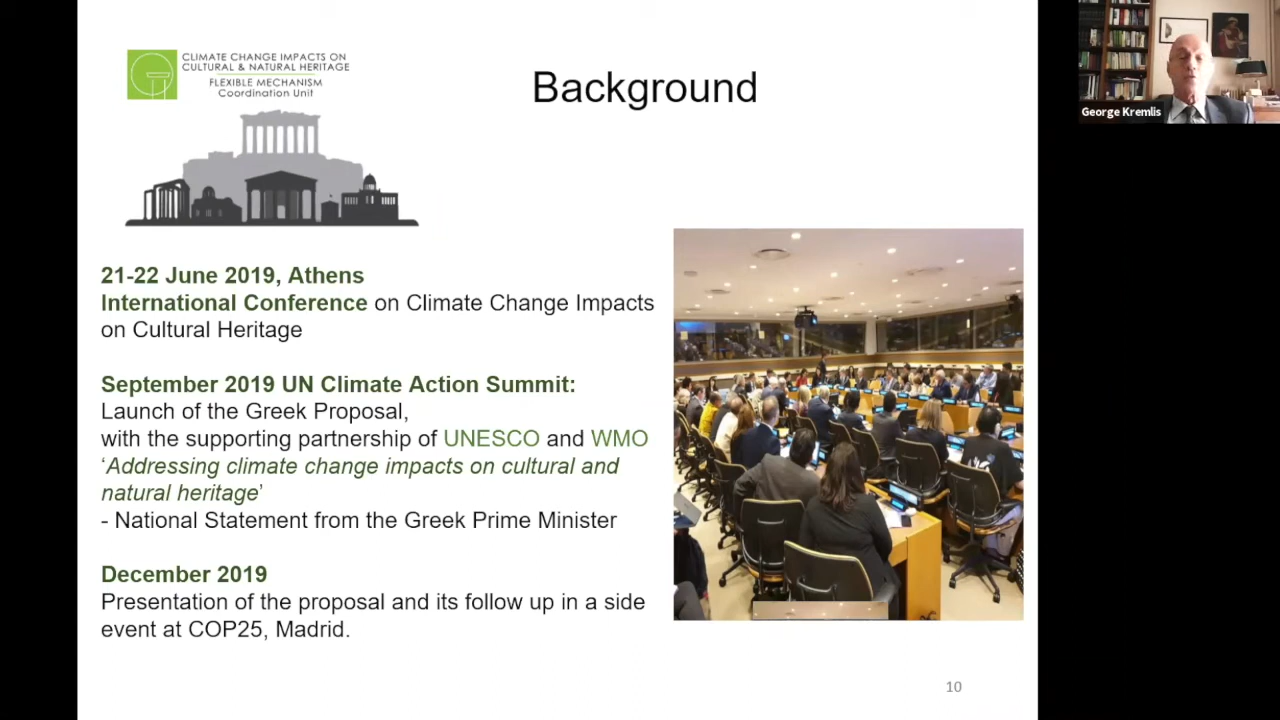 CLIMATE CHANGE IMPACTS ON
CULTURAL & NATURAL HERITAGE
FLEXIBLE MECHANISM
Coordination Unit
Background
George Kremlis
21-22 June 2019, Athens
International Conference on Climate Change Impacts
on Cultural Heritage
September 2019 UN Climate Action Summit:
Launch of the Greek Proposal,
with the supporting partnership of UNESCO and WMO
‘Addressing climate change impacts on cultural and
natural heritage’
- National Statement from the Greek Prime Minister
December 2019
Presentation of the proposal and its follow up in a side
event at COP25, Madrid.
10